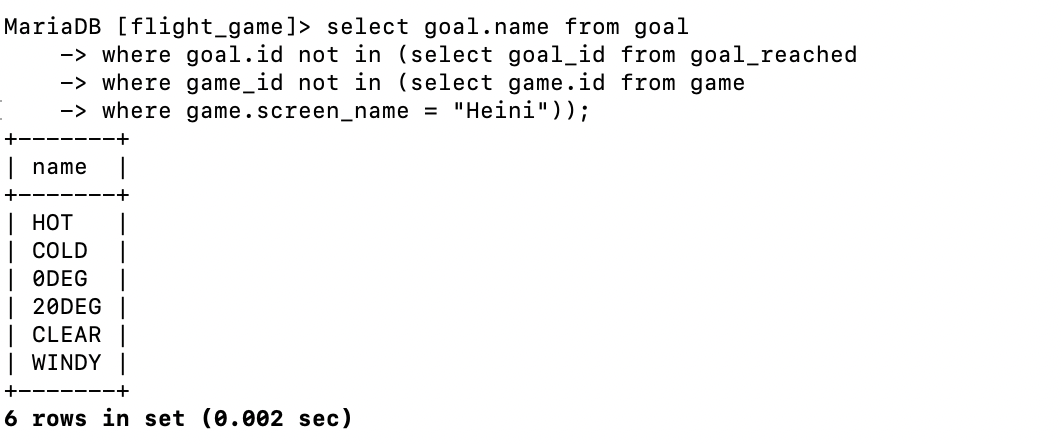 MariaDB [flight_game]> select goal.name from goal
    -> where goal.id not in (select goal_id from goal_reached
    -> where game_id not in (select game.id from game
    -> where game.screen_name = "Heini"));
+-------+
| name  |
+-------+
| HOT   |
| COLD  |
| 0DEG  |
| 20DEG |
| CLEAR |
| WINDY |
+-------+
6 rows in set (0.002 sec)